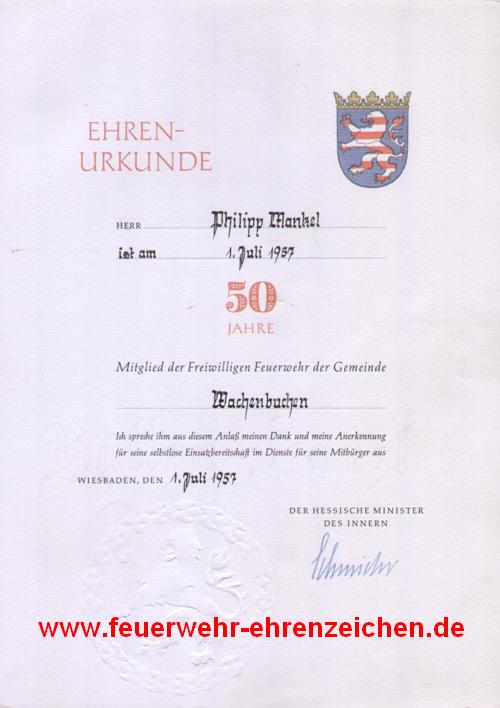 EHREN-
URKUNDE
HERR Philipp Mankel
ist am 1. Juli 1957
50
JAHRE
Mitglied der Freiwilligen Feuerwehr der Gemeinde
Wachenbuchen
Ich spreche ihm aus diesem Anlaß meinen Dank und meine Anerkennung
für seine selbstlose Einsatzbereitschaft im Dienste für seine Mitbürger aus
WIESBADEN, DEN 1. Juli 1957
DER HESSISCHE MINISTER
DES INNERN
www.feuerwehr-ehrenzeichen.de